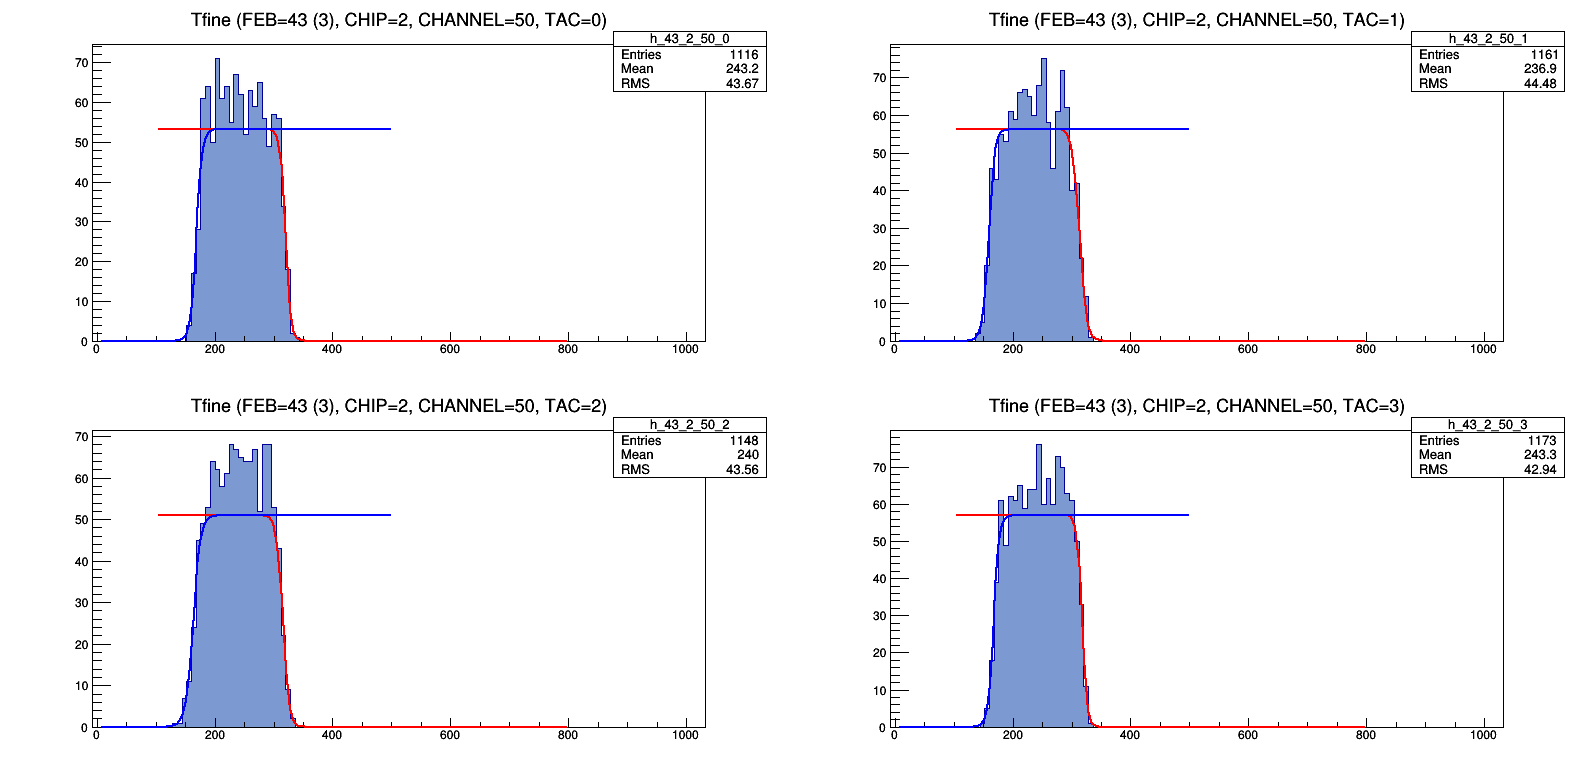 Tfine (FEB=43 (3), CHIP=2, CHANNEL=50, TAC=0)
h_43_2_50_0
Entries 1116
Mean 243.2
RMS 43.67
70
60
50
40
30
20
10
0
0 200 400 600 800 1000
Tfine (FEB=43 (3), CHIP=2, CHANNEL=50, TAC=1)
h_43_2_50_1
Entries 1161
Mean 236.9
RMS 44.48
70
60
50
40
30
20
10
0
0 200 400 600 800 1000
Tfine (FEB=43 (3), CHIP=2, CHANNEL=50, TAC=2)
h_43_2_50_2
Entries 1148
Mean 240
RMS 43.56
70
60
50
40
30
20
10
0
0 200 400 600 800 1000
Tfine (FEB=43 (3), CHIP=2, CHANNEL=50, TAC=3)
h_43_2_50_3
Entries 1173
Mean 243.3
RMS 42.94
70
60
50
40
30
20
10
0
0 200 400 600 800 1000